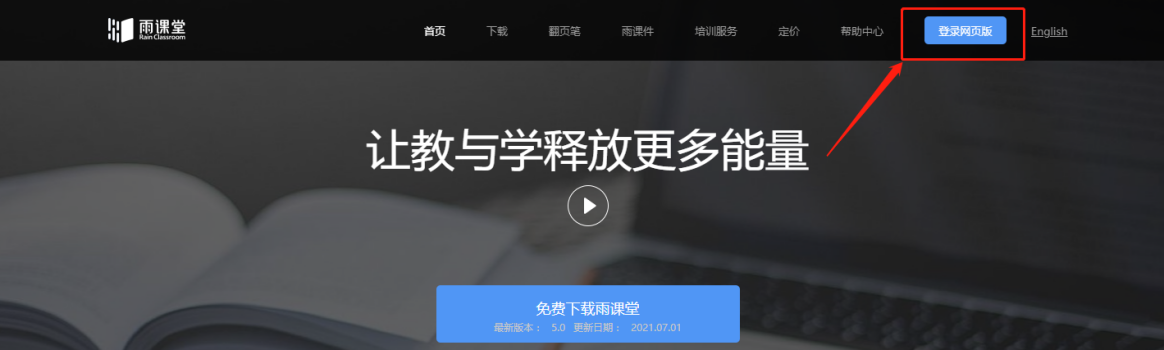 雨课堂
Rain Classroom
首页 下载 翻页笔 雨课件 培训服务 定价 帮助中心 登录网页版 English
让教与学释放更多能量
免费下载雨课堂
最新版本： 5.0 更新日期： 2021.07.01